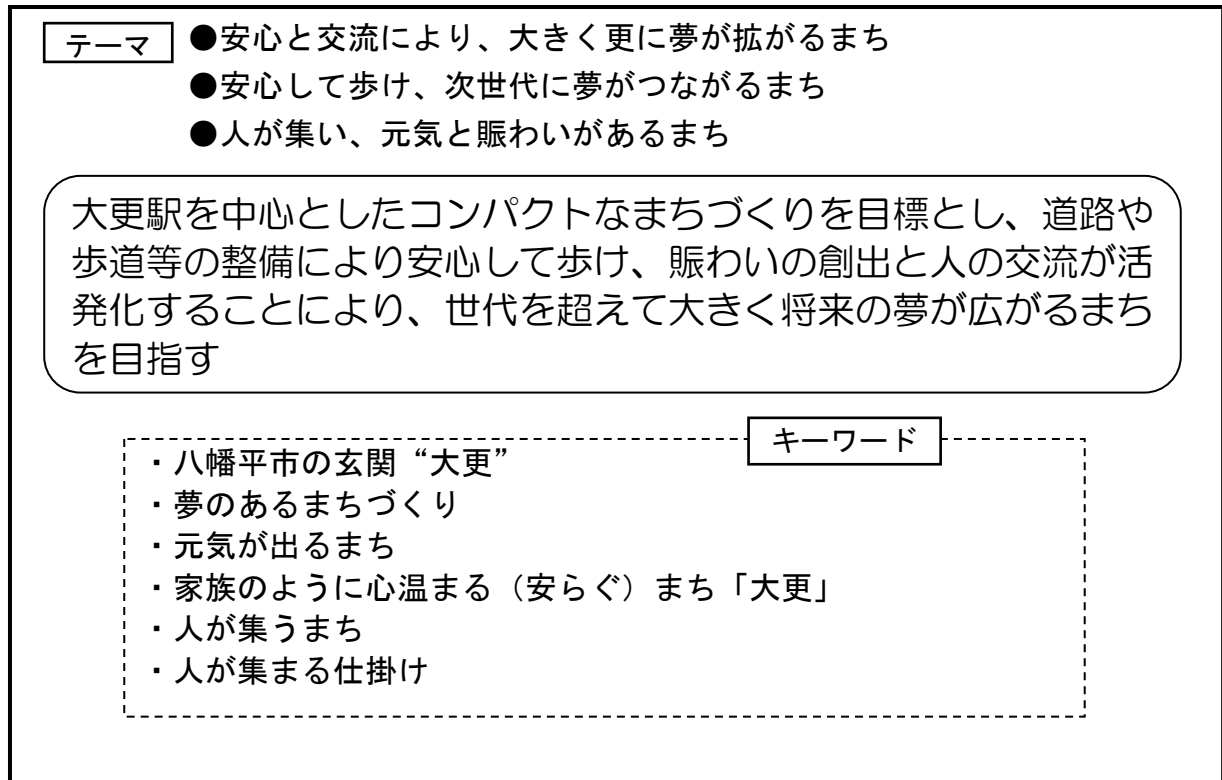 テーマ ●安心と交流により、大きく更に夢が拡がるまち
●安心して歩け、次世代に夢がつながるまち
●人が集い、元気と賑わいがあるまち
大更駅を中心としたコンパクトなまちづくりを目標とし、道路や
歩道等の整備により安心して歩け、賑わいの創出と人の交流が活
発化することにより、世代を超えて大きく将来の夢が広がるまち
を目指す
キーワード
・八幡平市の玄関“大更”
・夢のあるまちづくり
・元気が出るまち
・家族のように心温まる（安らぐ）まち「大更」
・人が集うまち
・人が集まる仕掛け